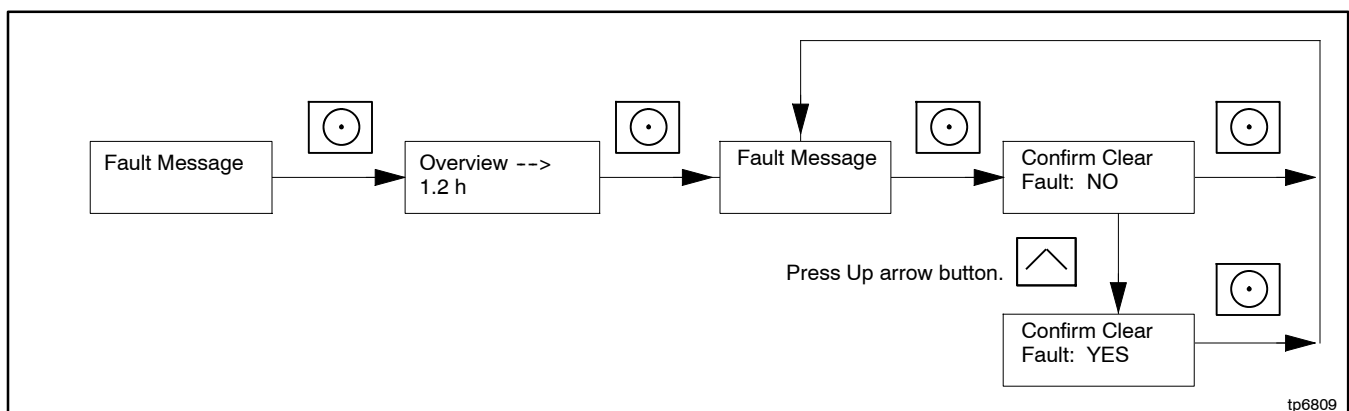 Fault Message
Overview -->
1.2 h
Fault Message
Confirm Clear
Fault: NO
Press Up arrow button.
Confirm Clear
Fault: YES
tp6809